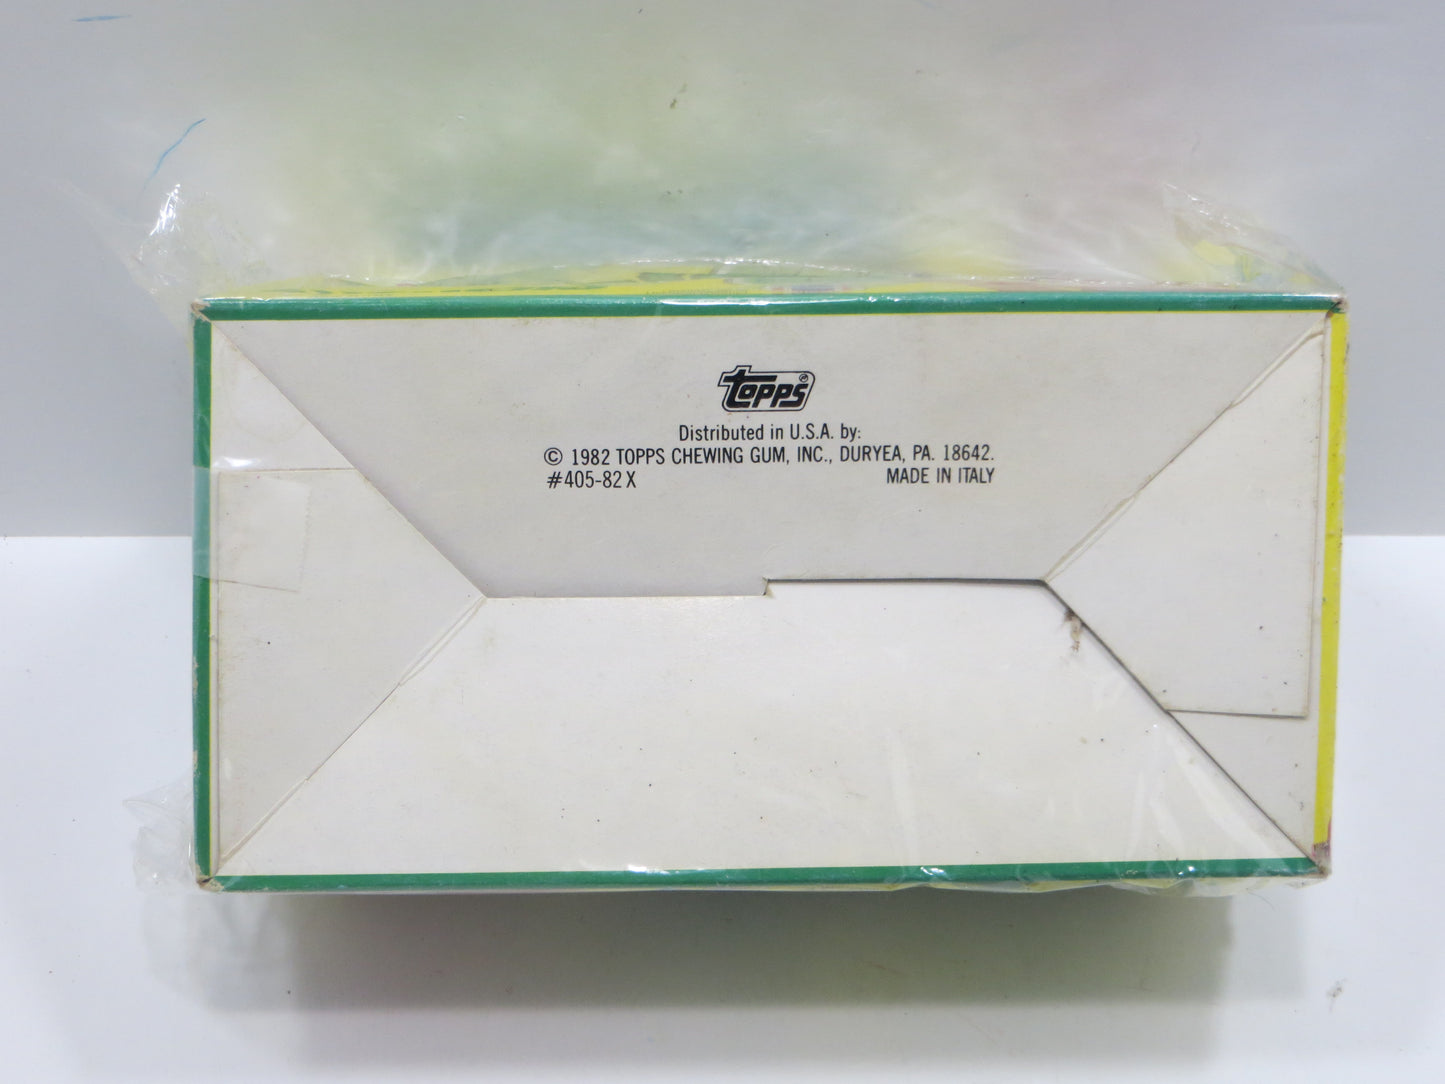 topps®
Distributed in U.S.A. by:
© 1982 TOPPS CHEWING GUM, INC., DURYEA, PA. 18642.
#405-82 X MADE IN ITALY